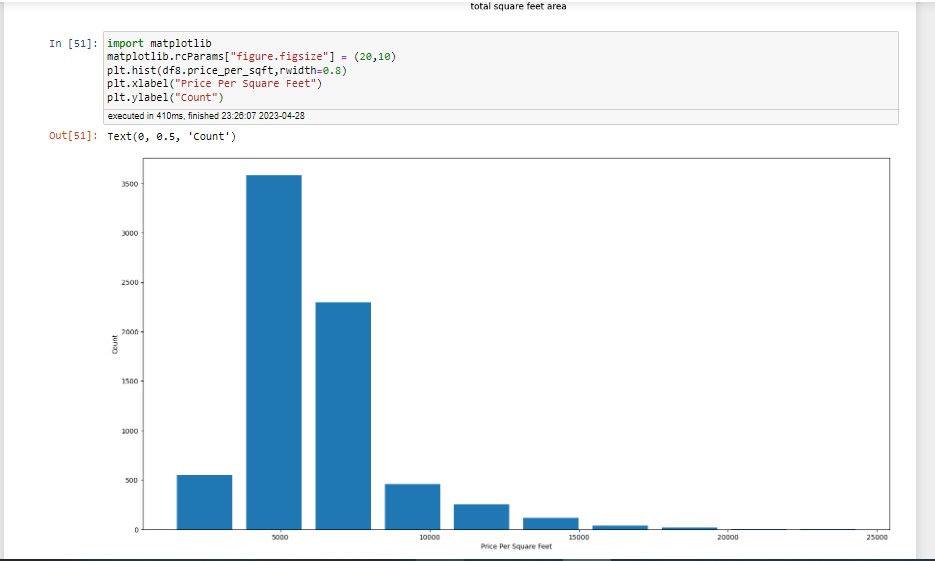 total square feet area
In [51]: import matplotlib
matplotlib.rcParams["figure.figsize"] = (20,10)
plt.hist(df8.price_per_sqft,rwidth=0.8)
plt.xlabel("Price Per Square Feet")
plt.ylabel("Count")
executed in 410ms, finished 23:26:07 2023-04-28
Out[51]: Text(0, 0.5, 'Count')
3500
3000
2500
2000
Count
1500
1000
500
0
5000 10000 15000 20000 25000
Price Per Square Feet